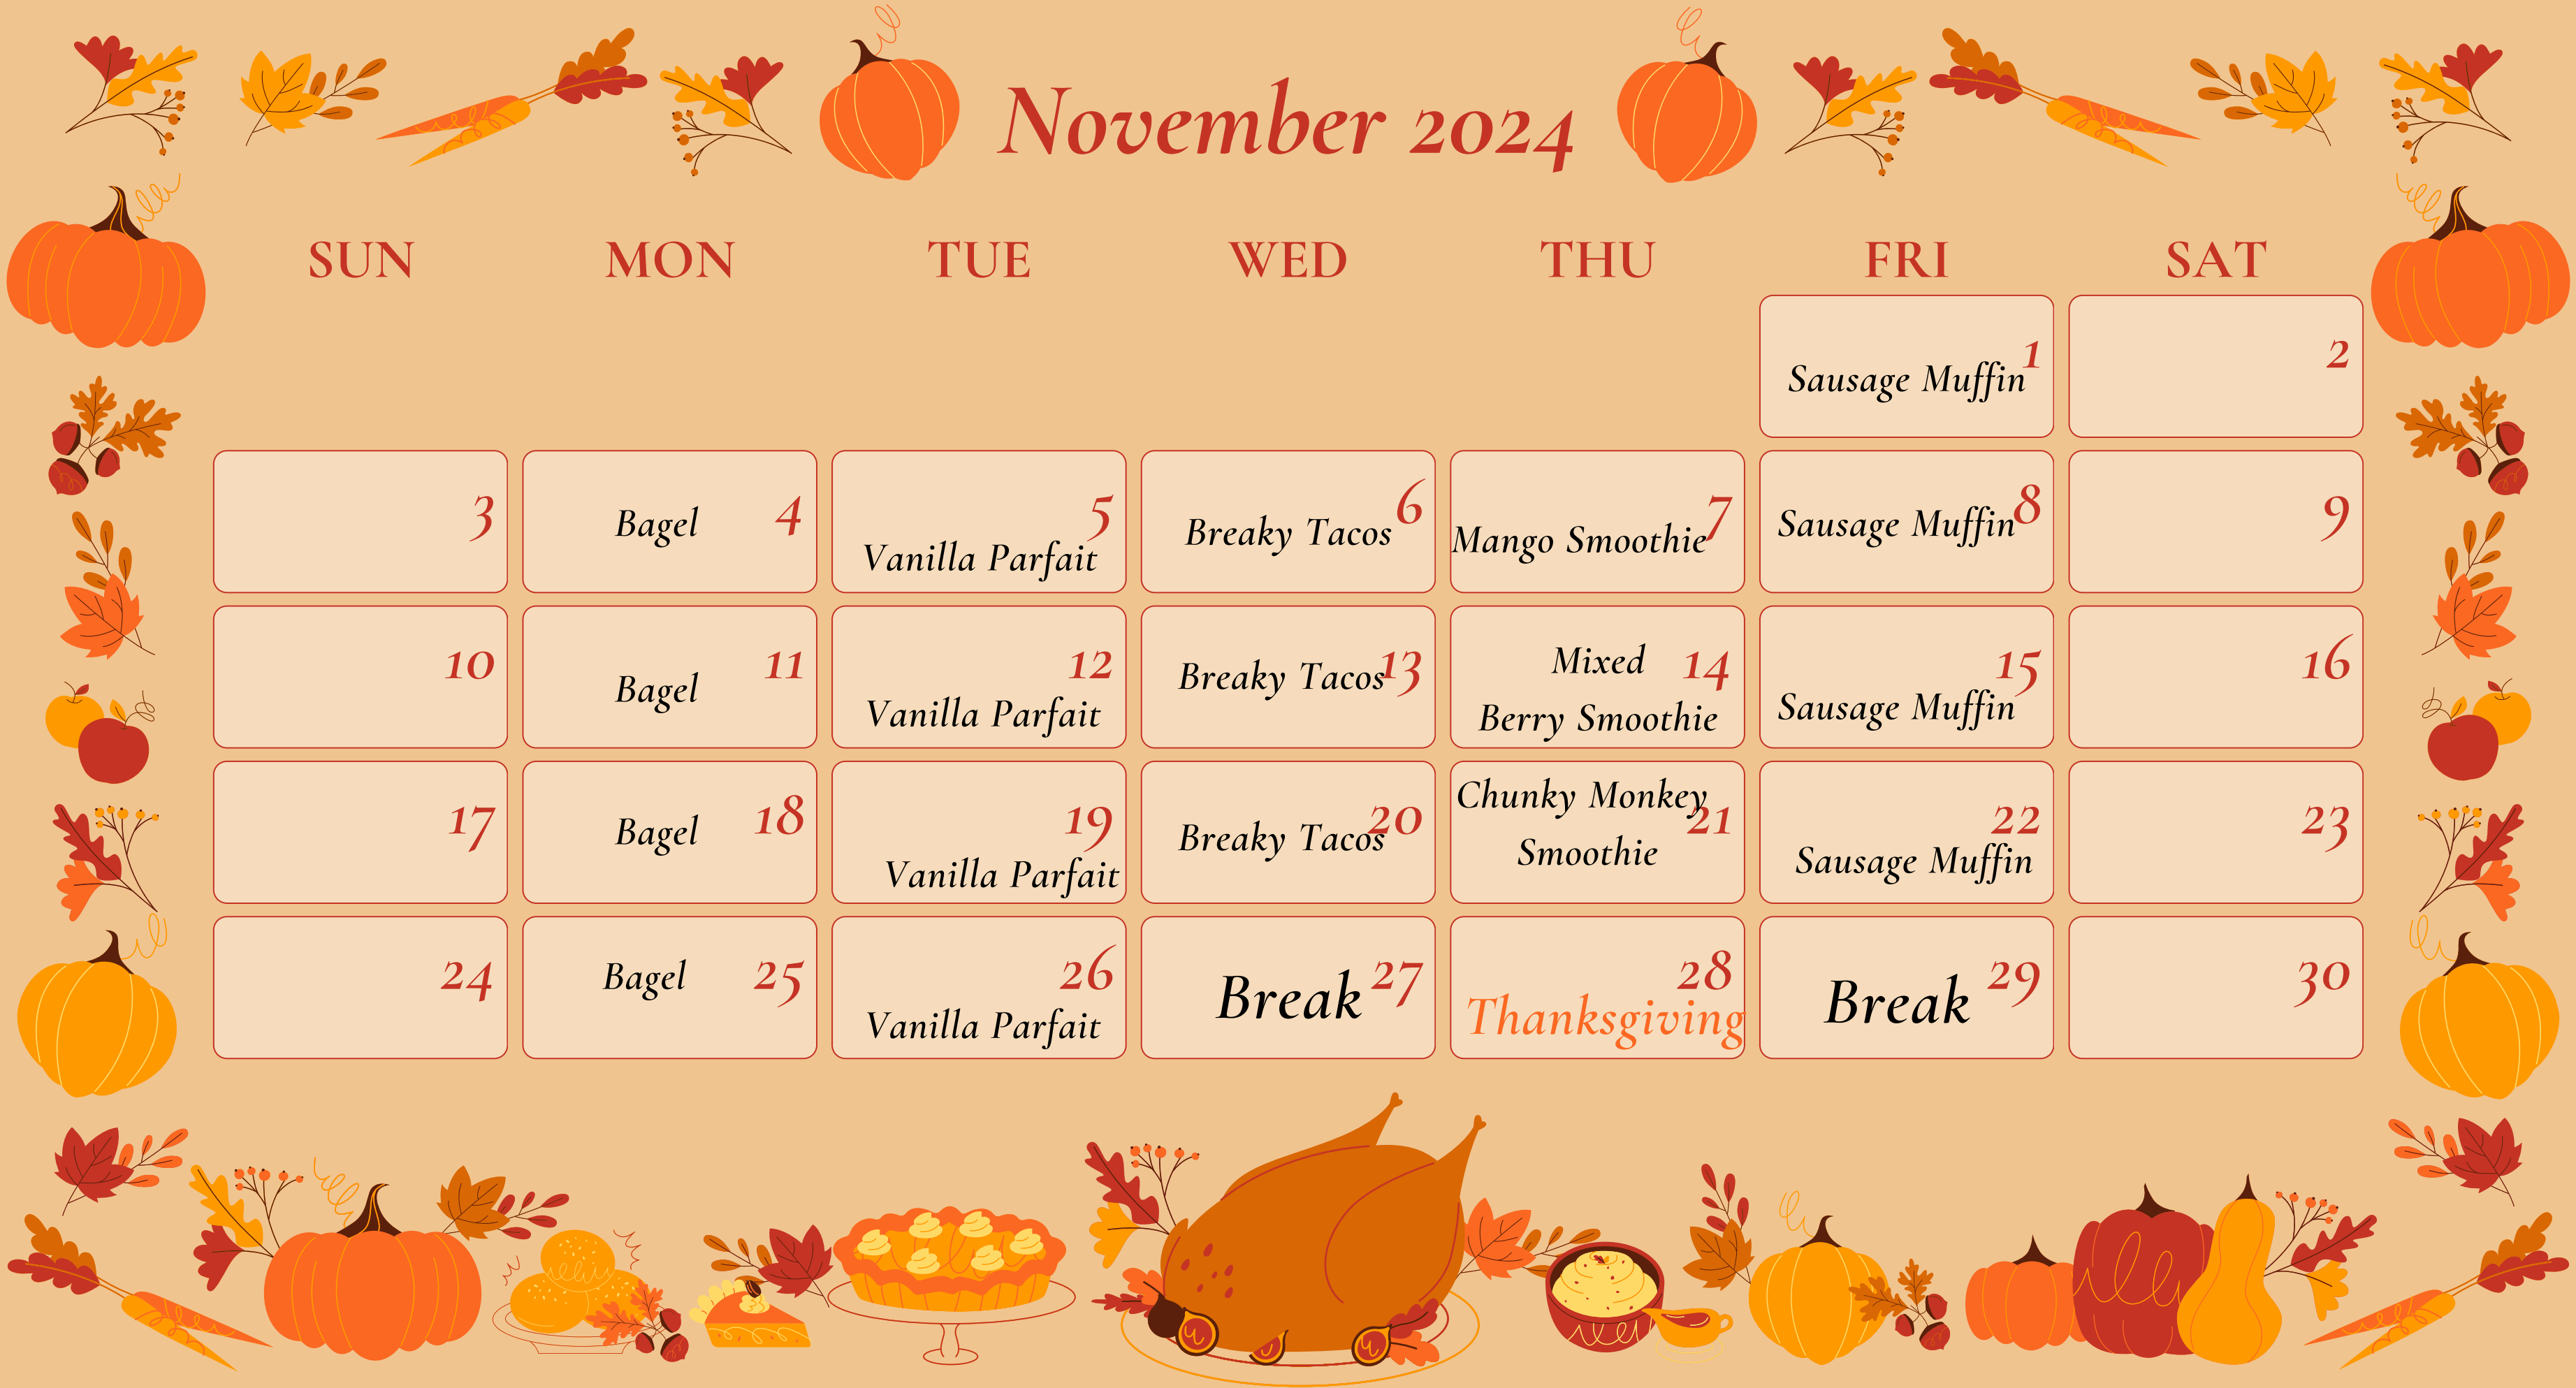 November 2024
SUN MON TUE WED THU FRI SAT
1
Sausage Muffin
2
3
Bagel 4
5
Vanilla Parfait
6
Breaky Tacos
7
Mango Smoothie
8
Sausage Muffin
9
10
11
Bagel
12
Vanilla Parfait
13
Breaky Tacos
Mixed 14
Berry Smoothie
15
Sausage Muffin
16
17
18
Bagel
19
Vanilla Parfait
20
Breaky Tacos
Chunky Monkey
21
Smoothie
22
Sausage Muffin
23
24
Bagel 25
26
Vanilla Parfait
Break 27
28
Thanksgiving
Break 29
30